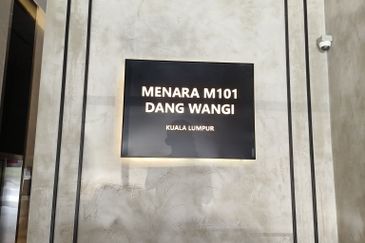 MENARA M101
DANG WANGI
KUALA LUMPUR